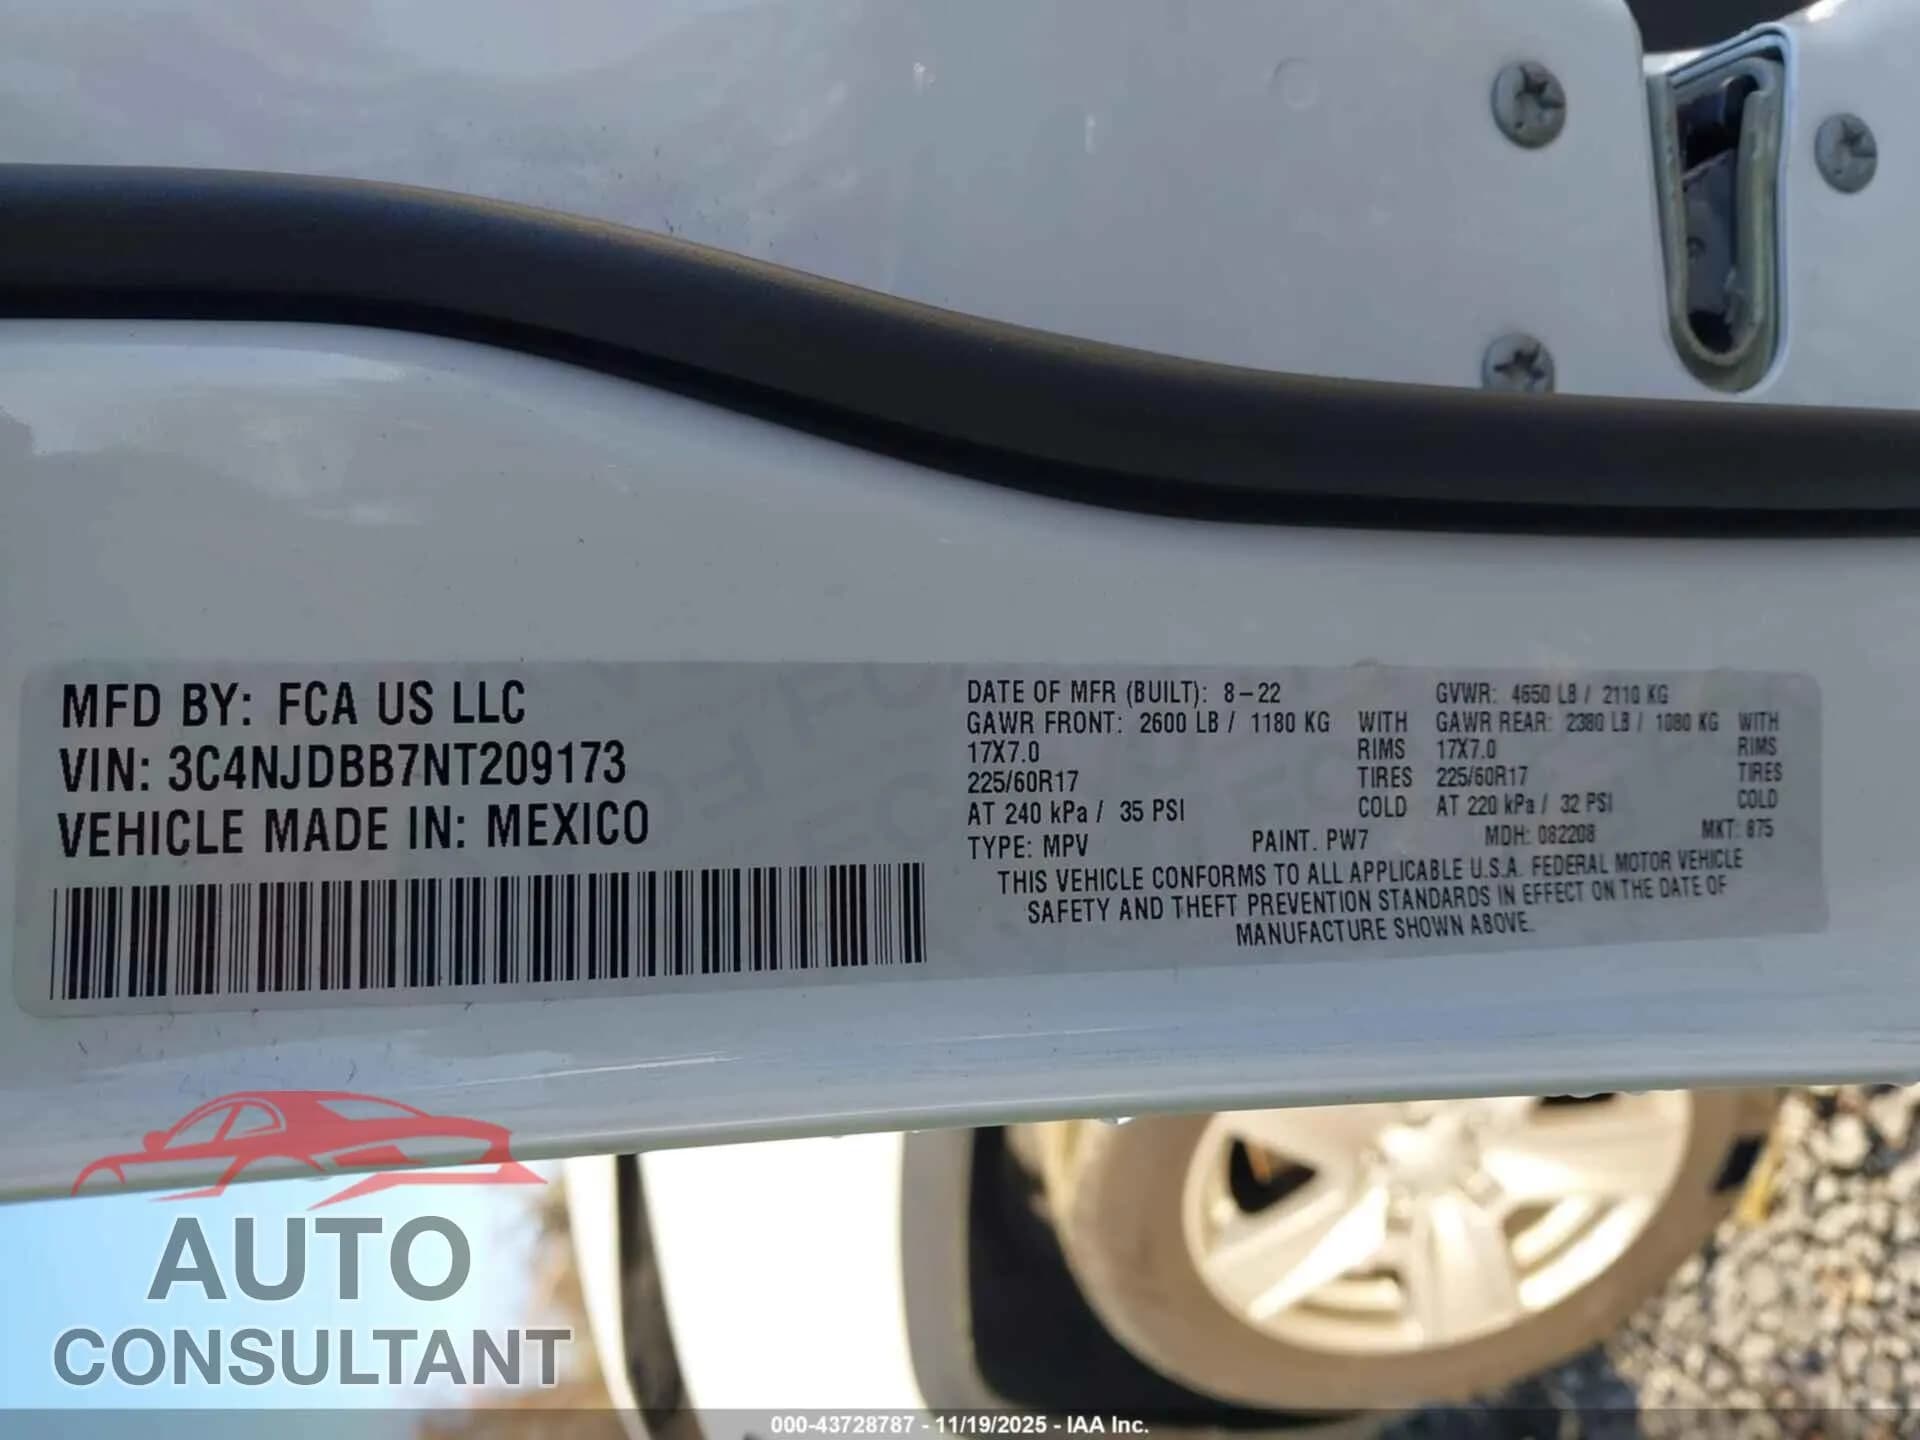 MFD BY: FCA US LLC
VIN: 3C4NJDBB7NT209173
VEHICLE MADE IN: MEXICO
DATE OF MFR (BUILT): 8-22 GVWR: 4650 LB / 2110 KG
GAWR FRONT: 2600 LB / 1180 KG WITH GAWR REAR: 2380 LB / 1080 KG WITH
17X7.0 RIMS 17X7.0 RIMS
225/60R17 TIRES 225/60R17 TIRES
AT 240 kPa / 35 PSI COLD AT 220 kPa / 32 PSI COLD
TYPE: MPV PAINT. PW7 MDH: 082208 MKT: 875
THIS VEHICLE CONFORMS TO ALL APPLICABLE U.S.A. FEDERAL MOTOR VEHICLE
SAFETY AND THEFT PREVENTION STANDARDS IN EFFECT ON THE DATE OF
MANUFACTURE SHOWN ABOVE.
AUTO
CONSULTANT
000-43728787 - 11/19/2025 - IAA Inc.